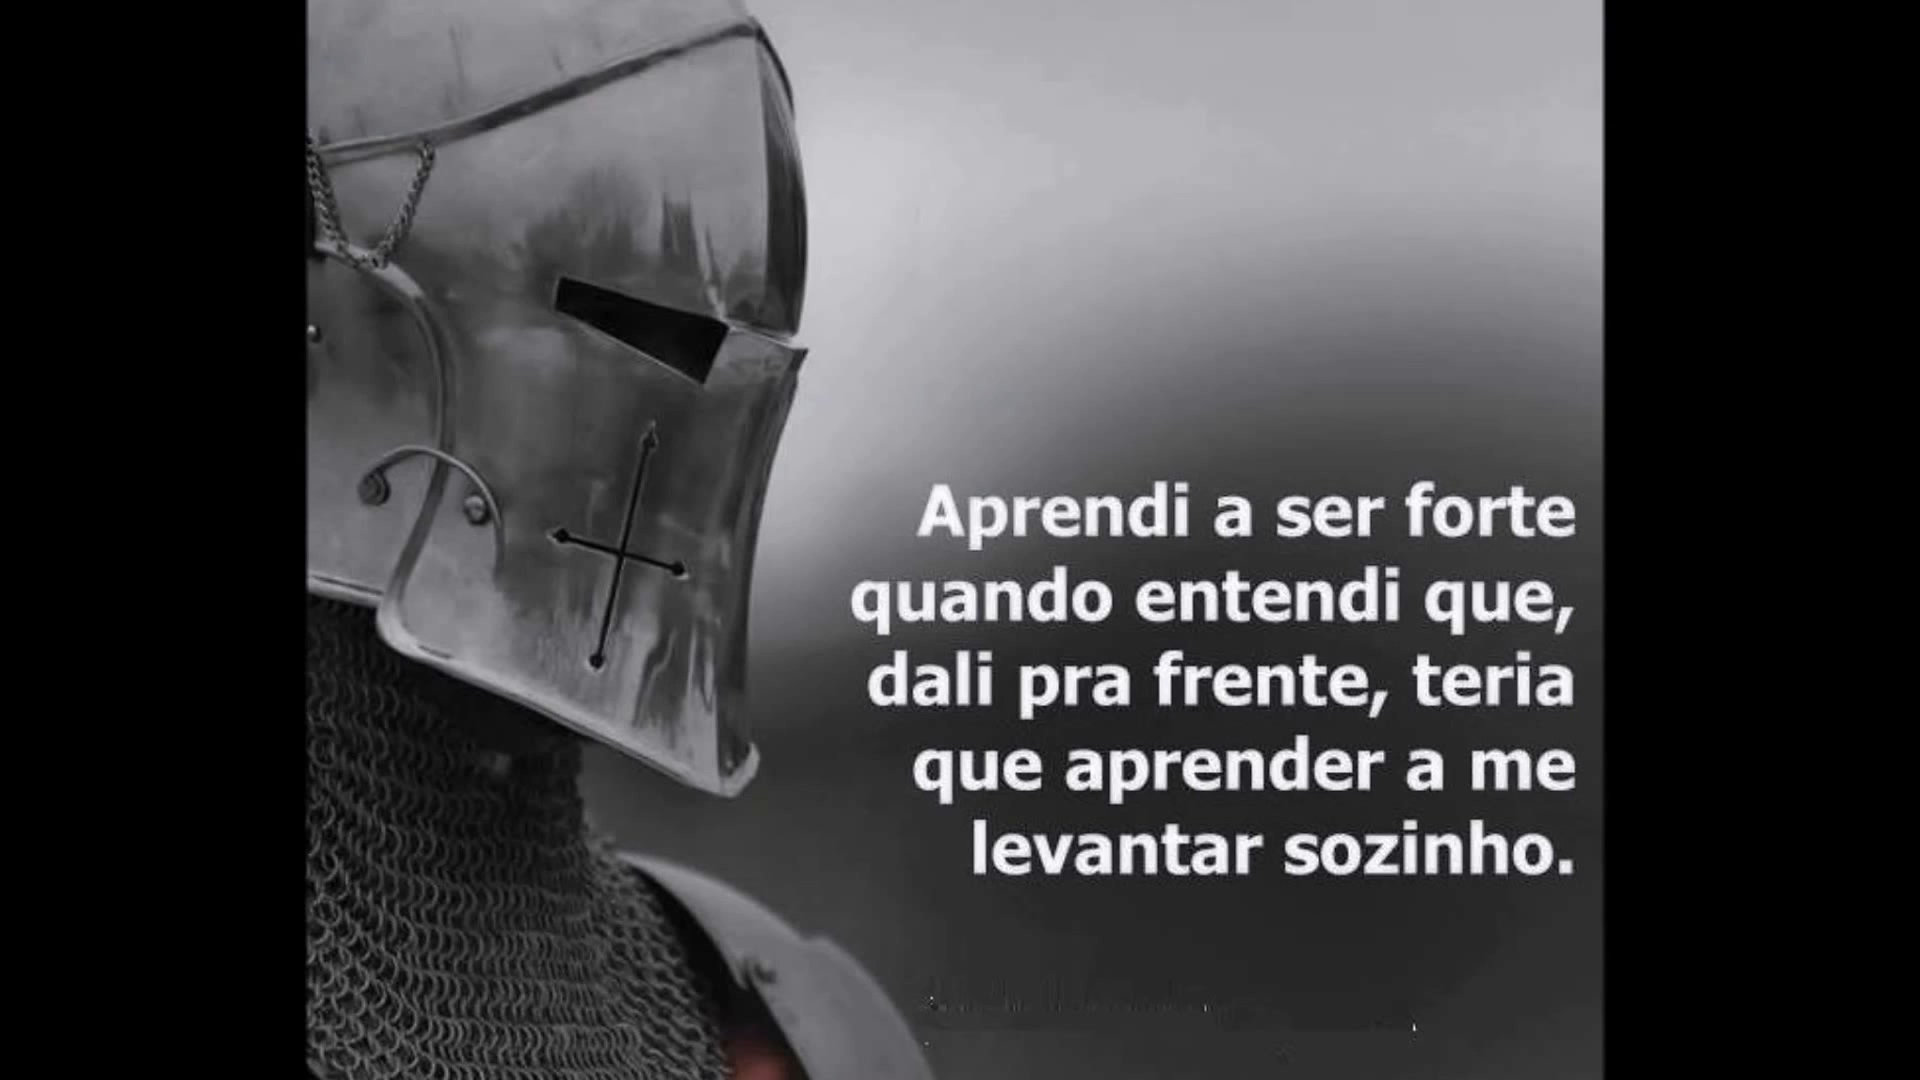 Aprendi a ser forte
quando entendi que,
dali pra frente, teria
que aprender a me
levantar sozinho.